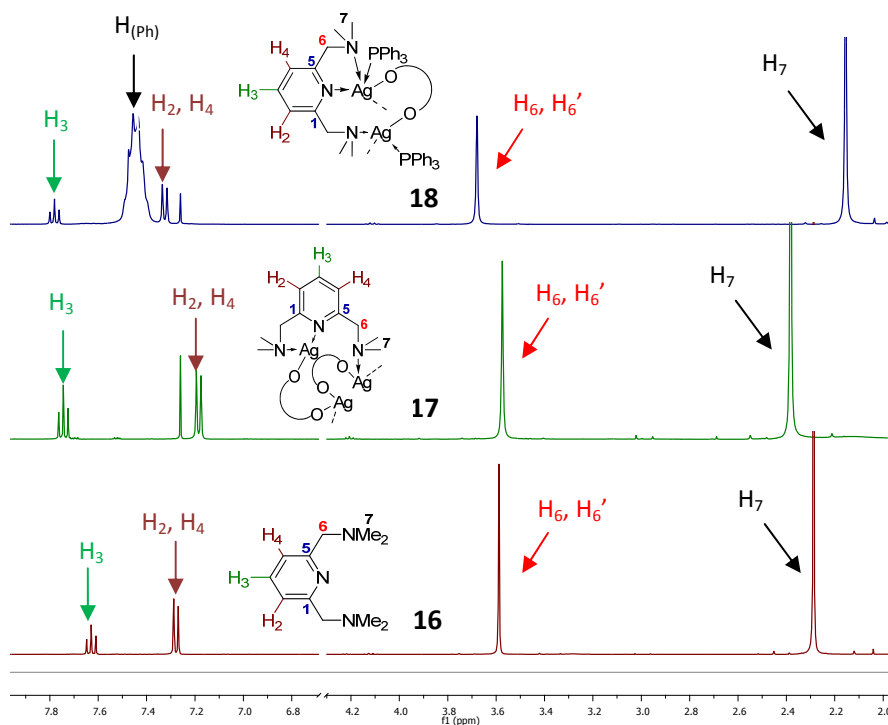 H(Ph)
H3
H2, H4
7
6
N
H4
5
PPh3
H3
N
Ag
O
H2
1
O
N
Ag
PPh3
18
H6, H6’
H7
H3
H3
H2, H4
H2
H4
1
5
6
N
7
N
Ag
N
O
O
O
Ag
O
Ag
17
H6, H6’
H7
H3
H2, H4
6
7
NMe2
H4
5
H3
N
1
H2
NMe2
16
H6, H6’
H7
7.8 7.6 7.4 7.2 7.0 6.8 4.2 4.0 3.8 3.6 3.4 3.2 3.0 2.8 2.6 2.4 2.2 2.0
f1 (ppm)